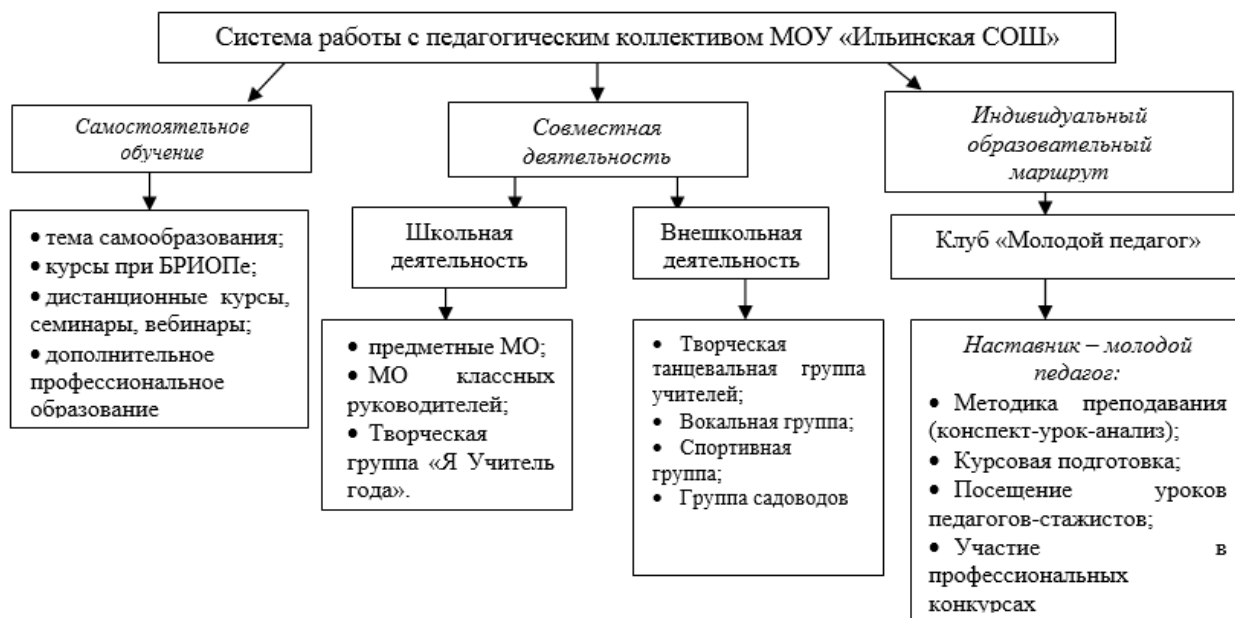 Система работы с педагогическим коллективом МОУ «Ильинская СОШ»
Самостоятельное
обучение
• тема самообразования;
• курсы при БРИОПе;
• дистанционные курсы,
семинары, вебинары;
• дополнительное
профессиональное
образование
Совместная
деятельность
Школьная
деятельность
• предметные МО;
• МО классных
руководителей;
• Творческая
группа «Я Учитель
года».
Внешкольная
деятельность
• Творческая
танцевальная группа
учителей;
• Вокальная группа;
• Спортивная
группа;
• Группа садоводов
Индивидуальный
образовательный
маршрут
Клуб «Молодой педагог»
Наставник – молодой
педагог:
• Методика преподавания
(конспект-урок-анализ);
• Курсовая подготовка;
• Посещение уроков
педагогов-стажистов;
• Участие в
профессиональных
конкурсах